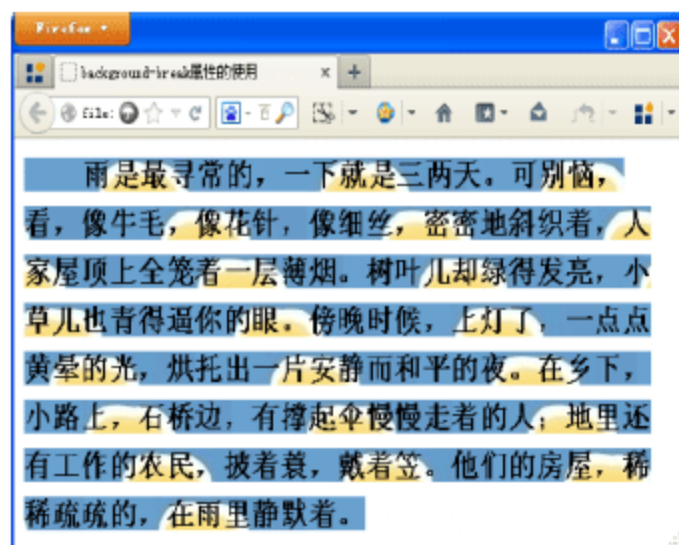 Firefox
background-break属性的使用
file:
雨是最寻常的，一下就是三两天。可别恼，
看，像牛毛，像花针，像细丝，密密地斜织着，人
家屋顶上全笼着一层薄烟。树叶儿却绿得发亮，小
草儿也青得逼你的眼。傍晚时候，上灯了，一点点
黄晕的光，烘托出一片安静而和平的夜。在乡下，
小路上，石桥边，有撑起伞慢慢走着的人；地里还
有工作的农民，披着蓑，戴着笠。他们的房屋，稀
稀疏疏的，在雨里静默着。